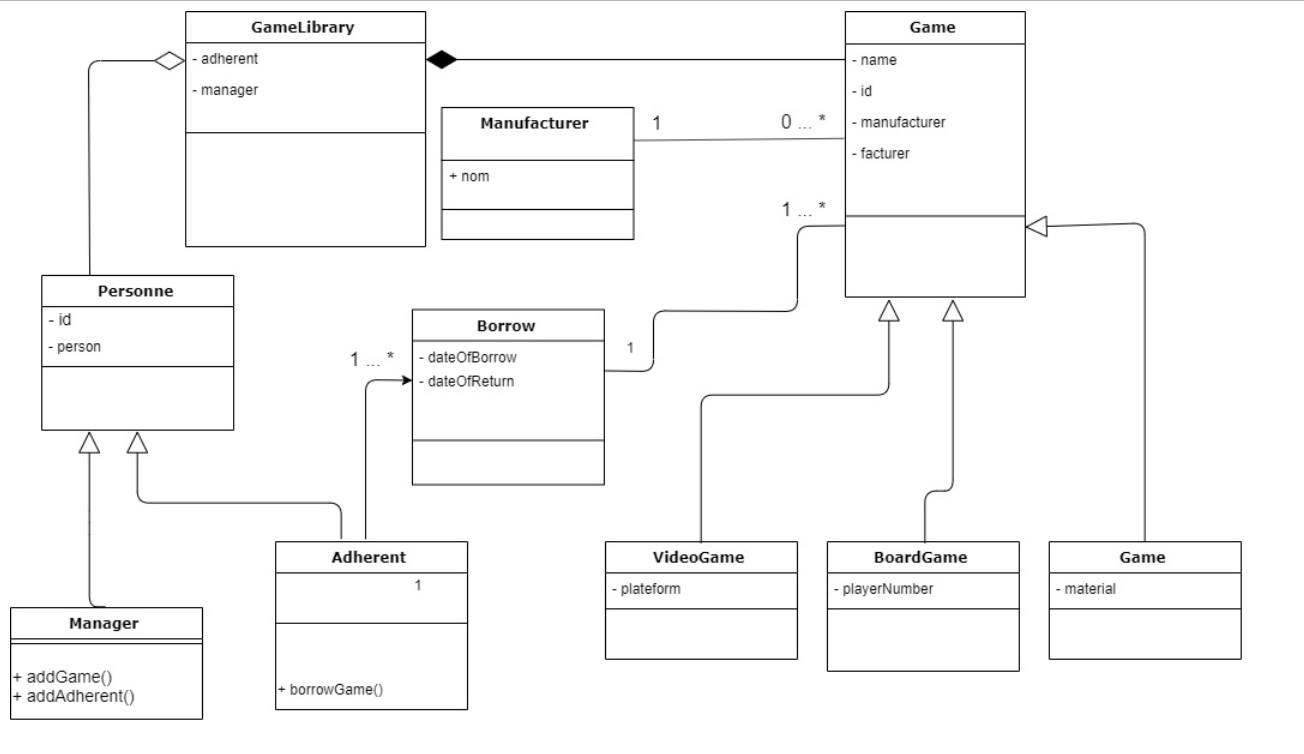 GameLibrary
- adherent
- manager
Game
- name
- id
- manufacturer
- facturer
Manufacturer
+ nom
1
0 ... *
1 ... *
Personne
- id
- person
Borrow
- dateOfBorrow
- dateOfReturn
1 ... *
1
Adherent
1
+ borrowGame()
Manager
+ addGame()
+ addAdherent()
VideoGame
- plateform
BoardGame
- playerNumber
Game
- material